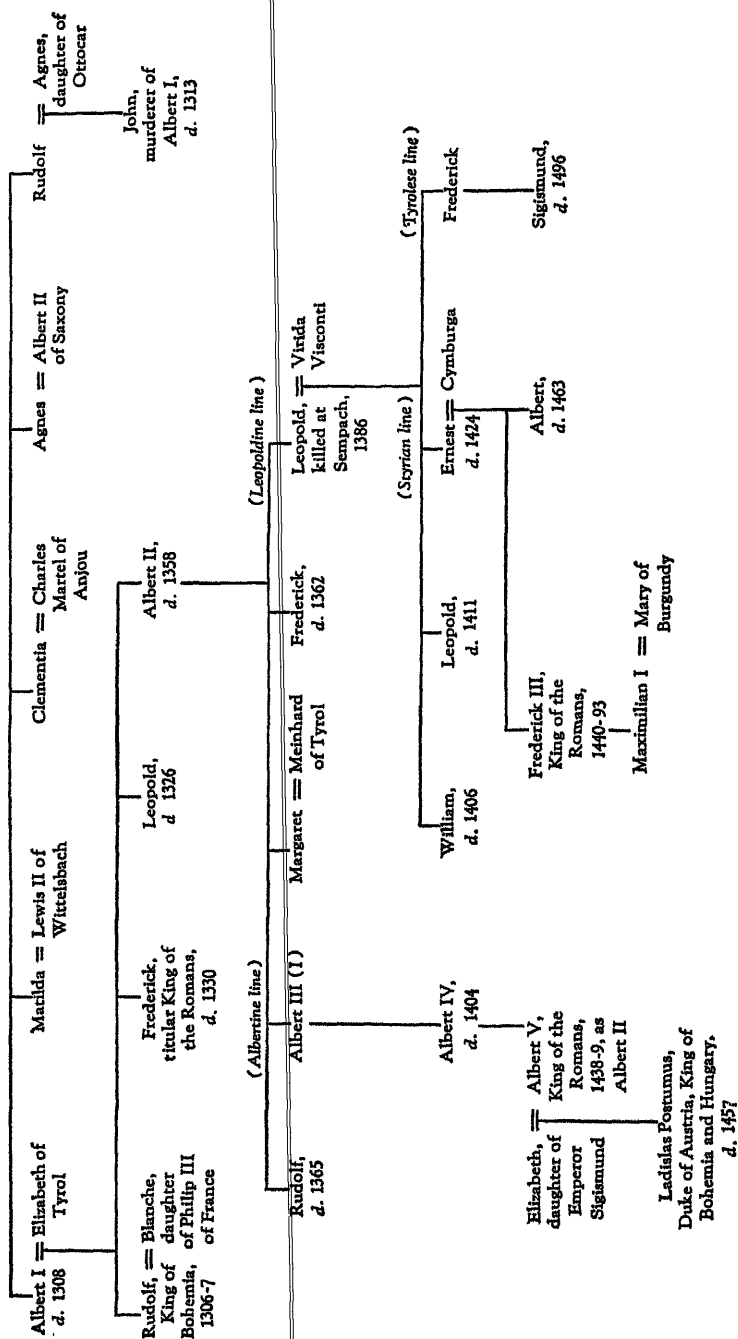 Albert I = Elizabeth of
d. 1308 Tyrol
Matilda = Lewis II of
Wittelsbach
Clementia = Charles
Martel of
Anjou
Agnes = Albert II
of Saxony
Rudolf = Agnes,
daughter of
Ottocar
Rudolf, = Blanche,
King of daughter
Bohemia, of Philip III
1306-7 of France
Frederick,
titular King of
the Romans,
d. 1330
Leopold,
d 1326
Albert II,
d. 1358
John,
murderer of
Albert I,
d. 1313
(Albertine line)
(Leopoldine line)
Rudolf,
d. 1365
Albert III (I)
Margaret = Meinhard
of Tyrol
Frederick,
d. 1362
Leopold, = Virida
killed at Visconti
Sempach,
1386
(Styrian line)
(Tyrolese line)
Albert IV,
d. 1404
William,
d. 1406
Leopold,
d. 1411
Ernest = Cymburga
d. 1424
Frederick
Elizabeth, = Albert V,
daughter of King of the
Emperor Romans,
Sigismund 1438-9, as
Albert II
Frederick III,
King of the
Romans,
1440-93
Albert,
d. 1463
Sigismund,
d. 1496
Ladislas Postumus,
Duke of Austria, King of
Bohemia and Hungary,
d. 1457
Maximilian I = Mary of
Burgundy